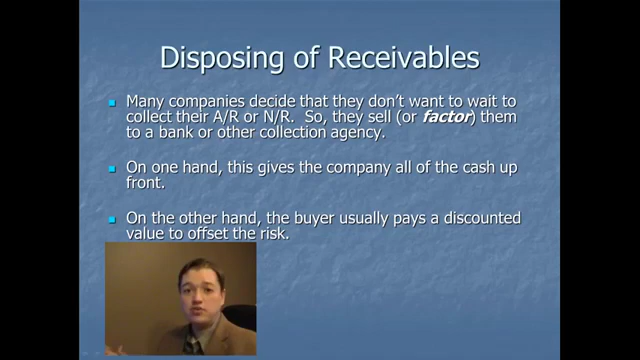 Disposing of Receivables
Many companies decide that they don't want to wait to
collect their A/R or N/R. So, they sell (or factor) them
to a bank or other collection agency.
On one hand, this gives the company all of the cash up
front.
On the other hand, the buyer usually pays a discounted
value to offset the risk.